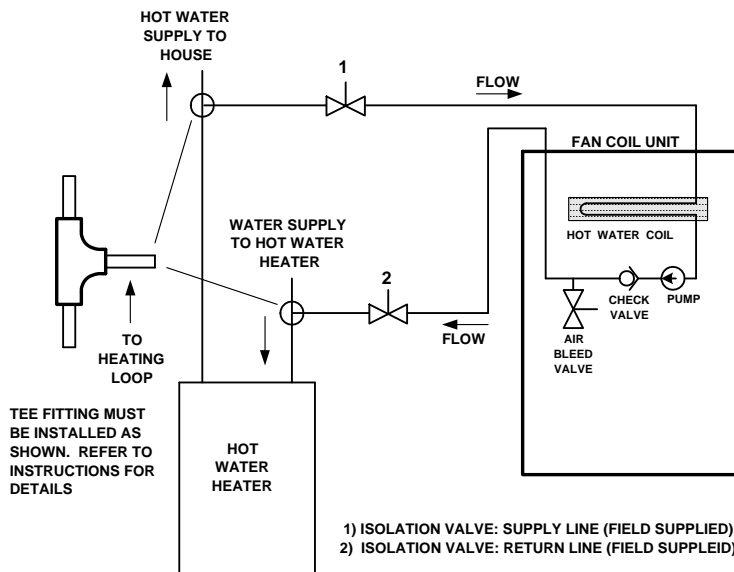 HOT WATER
SUPPLY TO
HOUSE
1
FLOW
FAN COIL UNIT
HOT WATER COIL
WATER SUPPLY
TO HOT WATER
HEATER
2
CHECK
VALVE
PUMP
FLOW
AIR
BLEED
VALVE
TO
HEATING
LOOP
TEE FITTING MUST
BE INSTALLED AS
SHOWN. REFER TO
INSTRUCTIONS FOR
DETAILS
HOT
WATER
HEATER
1) ISOLATION VALVE: SUPPLY LINE (FIELD SUPPLIED)
2) ISOLATION VALVE: RETURN LINE (FIELD SUPPLEID)